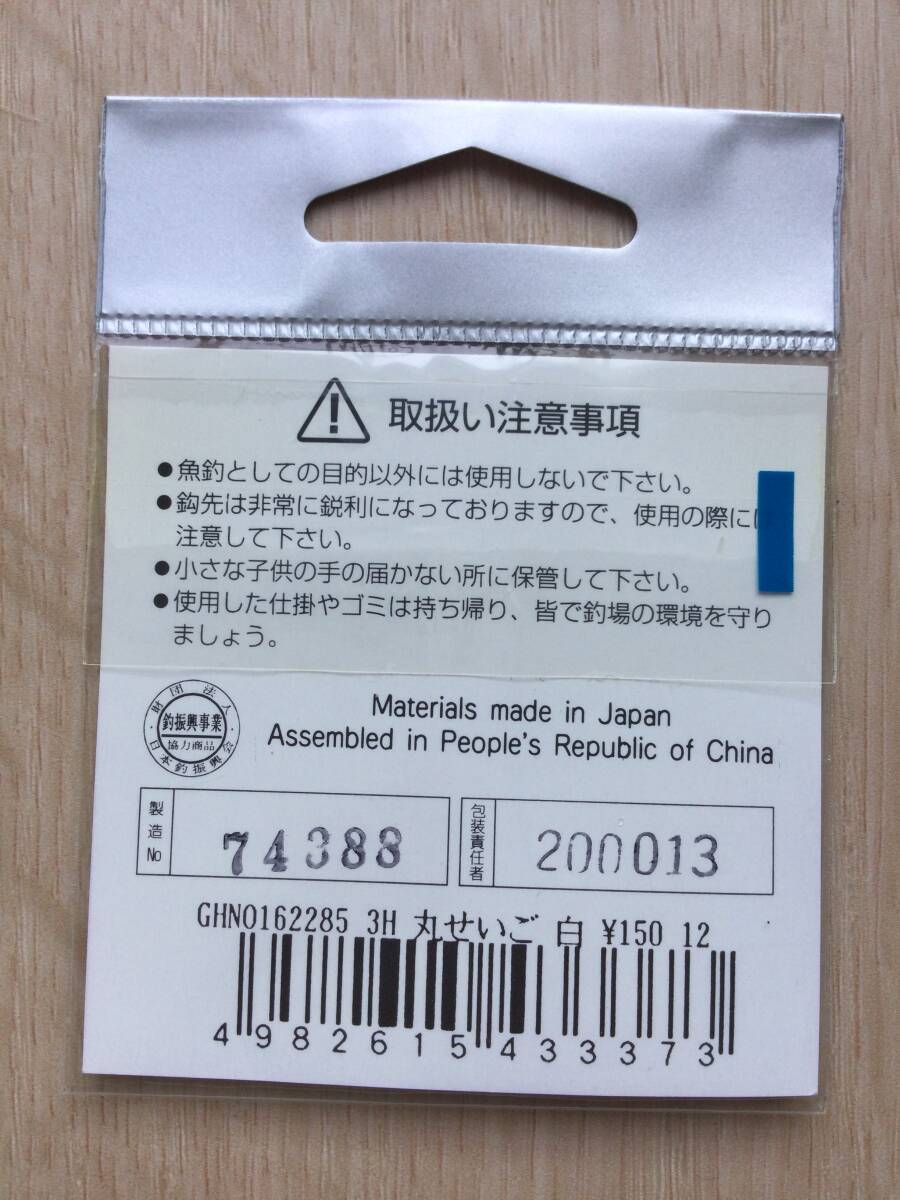 取扱い注意事項
●魚釣としての目的以外には使用しないで下さい。
●鈎先は非常に鋭利になっておりますので、使用の際には
注意して下さい。
●小さな子供の手の届かない所に保管して下さい。
●使用した仕掛やゴミは持ち帰り、皆で釣場の環境を守り
ましょう。
財団法人
釣振興事業
協力商品
日本釣振興会
Materials made in Japan
Assembled in People's Republic of China
製造No 74388
包装責任者 200013
GHN0162285 3H 丸せいご 白 ¥150 12
4982615433373